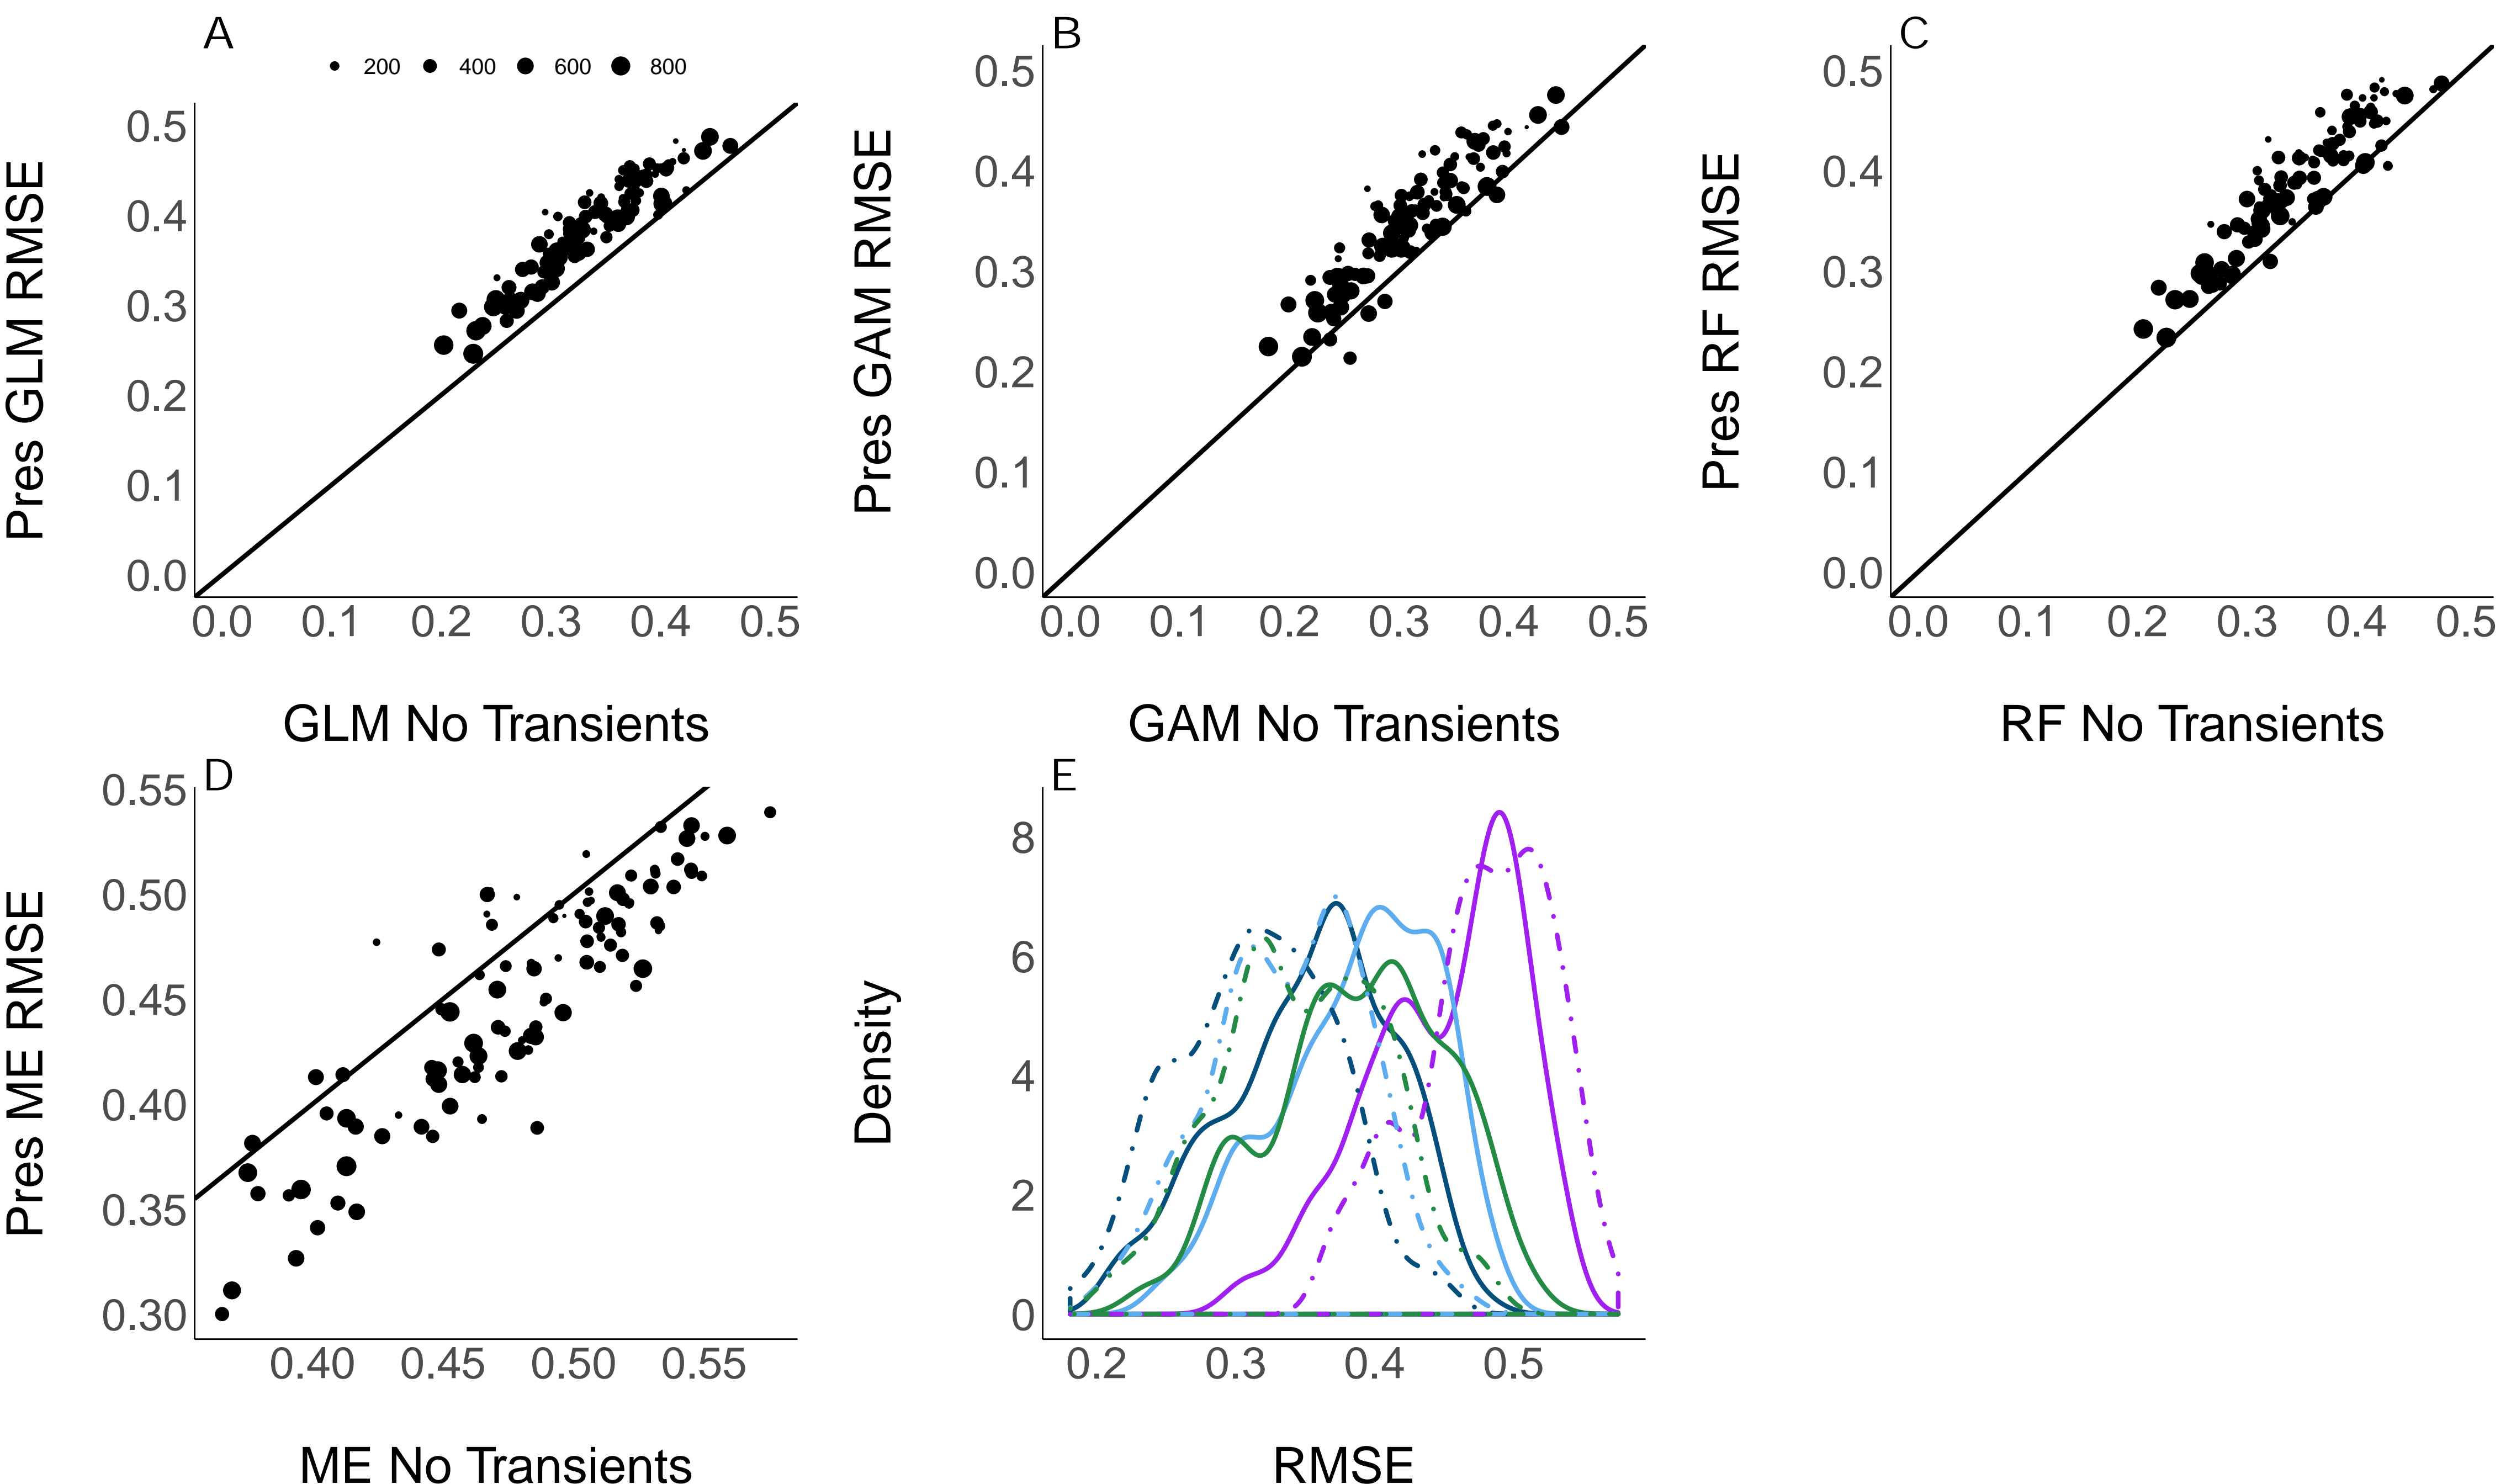 A
200 400 600 800
Pres GLM RMSE
0.5
0.4
0.3
0.2
0.1
0.0
0.0 0.1 0.2 0.3 0.4 0.5
GLM No Transients
B
Pres GAM RMSE
0.5
0.4
0.3
0.2
0.1
0.0
0.0 0.1 0.2 0.3 0.4 0.5
GAM No Transients
C
Pres RF RMSE
0.5
0.4
0.3
0.2
0.1
0.0
0.0 0.1 0.2 0.3 0.4 0.5
RF No Transients
D
Pres ME RMSE
0.55
0.50
0.45
0.40
0.35
0.30
0.40 0.45 0.50 0.55
ME No Transients
E
Density
8
6
4
2
0
0.2 0.3 0.4 0.5
RMSE